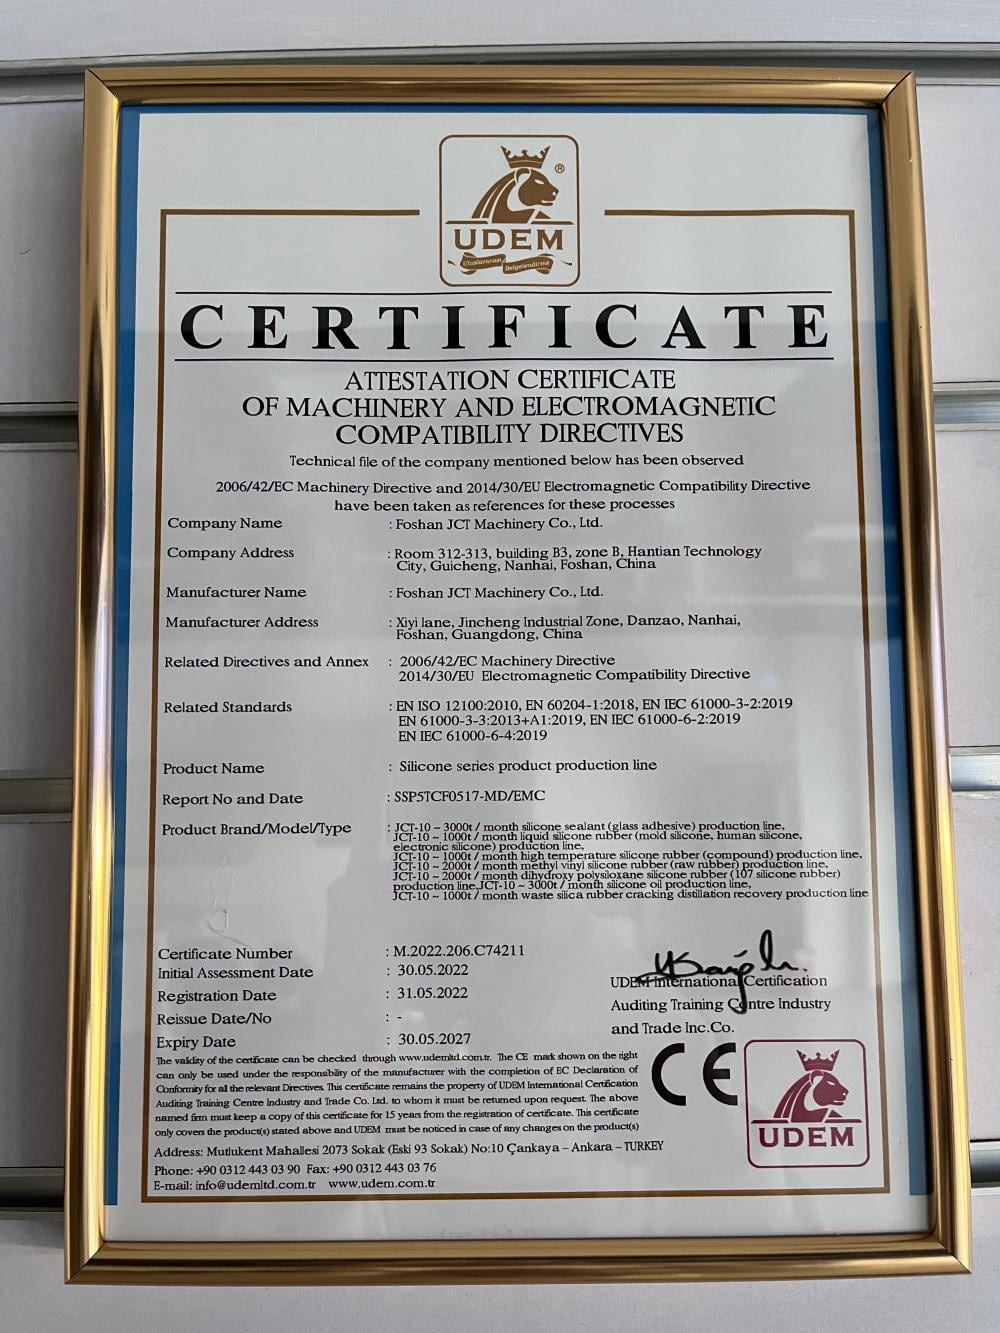 UDEM
®
Uluslararası Belgelendirme
CERTIFICATE
ATTESTATION CERTIFICATE
OF MACHINERY AND ELECTROMAGNETIC
COMPATIBILITY DIRECTIVES
Technical file of the company mentioned below has been observed
2006/42/EC Machinery Directive and 2014/30/EU Electromagnetic Compatibility Directive
have been taken as references for these processes
Company Name : Foshan JCT Machinery Co., Ltd.
Company Address : Room 312-313, building B3, zone B, Hantian Technology
City, Guicheng, Nanhai, Foshan, China
Manufacturer Name : Foshan JCT Machinery Co., Ltd.
Manufacturer Address : Xiyi lane, Jincheng Industrial Zone, Danzao, Nanhai,
Foshan, Guangdong, China
Related Directives and Annex : 2006/42/EC Machinery Directive
2014/30/EU Electromagnetic Compatibility Directive
Related Standards : EN ISO 12100:2010, EN 60204-1:2018, EN IEC 61000-3-2:2019
EN 61000-3-3:2013+A1:2019, EN IEC 61000-6-2:2019
EN IEC 61000-6-4:2019
Product Name : Silicone series product production line
Report No and Date : SSP5TCF0517-MD/EMC
Product Brand/Model/Type : JCT-10 ~ 3000t / month silicone sealant (glass adhesive) production line,
JCT-10 ~ 1000t / month liquid silicone rubber (mold silicone, human silicone,
electronic silicone) production line,
JCT-10 ~ 1000t / month high temperature silicone rubber (compound) production line,
JCT-10 ~ 2000t / month methyl vinyl silicone rubber (raw rubber) production line,
JCT-10 ~ 2000t / month dihydroxy polysiloxane silicone rubber (107 silicone rubber)
production line,JCT-10 ~ 3000t / month silicone oil production line,
JCT-10 ~ 1000t / month waste silica rubber cracking distillation recovery production line
Certificate Number : M.2022.206.C74211
Initial Assessment Date : 30.05.2022
Registration Date : 31.05.2022
Reissue Date/No : -
Expiry Date : 30.05.2027
UDEM International Certification
Auditing Training Centre Industry
and Trade Inc.Co.
The validity of the certificate can be checked through www.udemltd.com.tr. The CE mark shown on the right
can only be used under the responsibility of the manufacturer with the completion of EC Declaration of
Conformity for all the relevant Directives. This certificate remains the property of UDEM International Certification
Auditing Training Centre Industry and Trade Co. Ltd. to whom it must be returned upon request. The above
named firm must keep a copy of this certificate for 15 years from the registration of certificate. This certificate
only covers the product(s) stated above and UDEM must be noticed in case of any changes on the product(s)
CE
UDEM
Address: Mutlukent Mahallesi 2073 Sokak (Eski 93 Sokak) No:10 Çankaya – Ankara – TURKEY
Phone: +90 0312 443 03 90 Fax: +90 0312 443 03 76
E-mail: info@udemltd.com.tr www.udem.com.tr